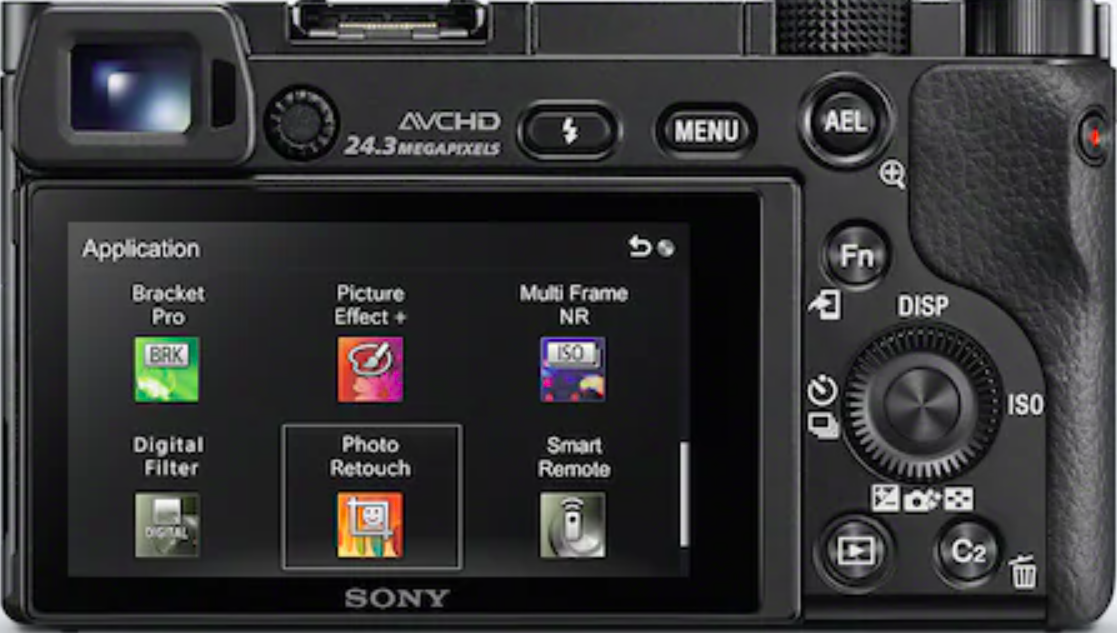 AVCHD
24.3 MEGAPIXELS
MENU
AEL
Fn
DISP
ISO
C2
Application
Bracket
Pro
BRK
Picture
Effect +
Multi Frame
NR
ISO
Digital
Filter
DIGITAL
Photo
Retouch
Smart
Remote
SONY